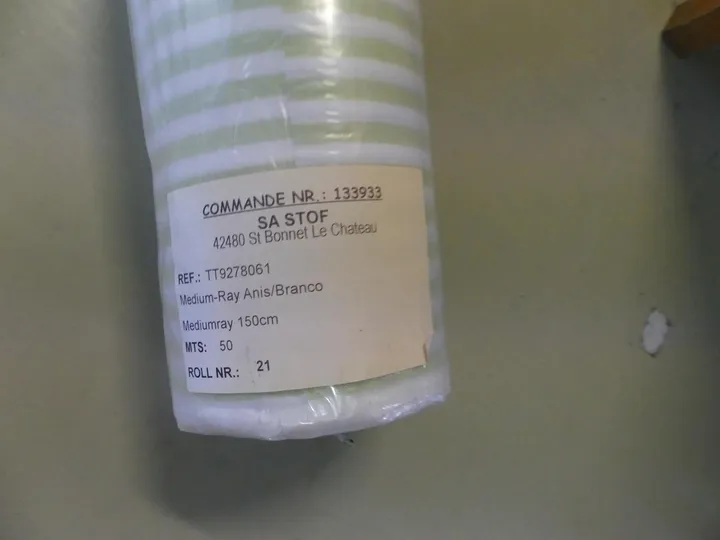 COMMANDE NR.: 133933
SA STOF
42480 St Bonnet Le Chateau
REF.: TT9278061
Medium-Ray Anis/Branco
Mediumray 150cm
MTS: 50
ROLL NR.: 21